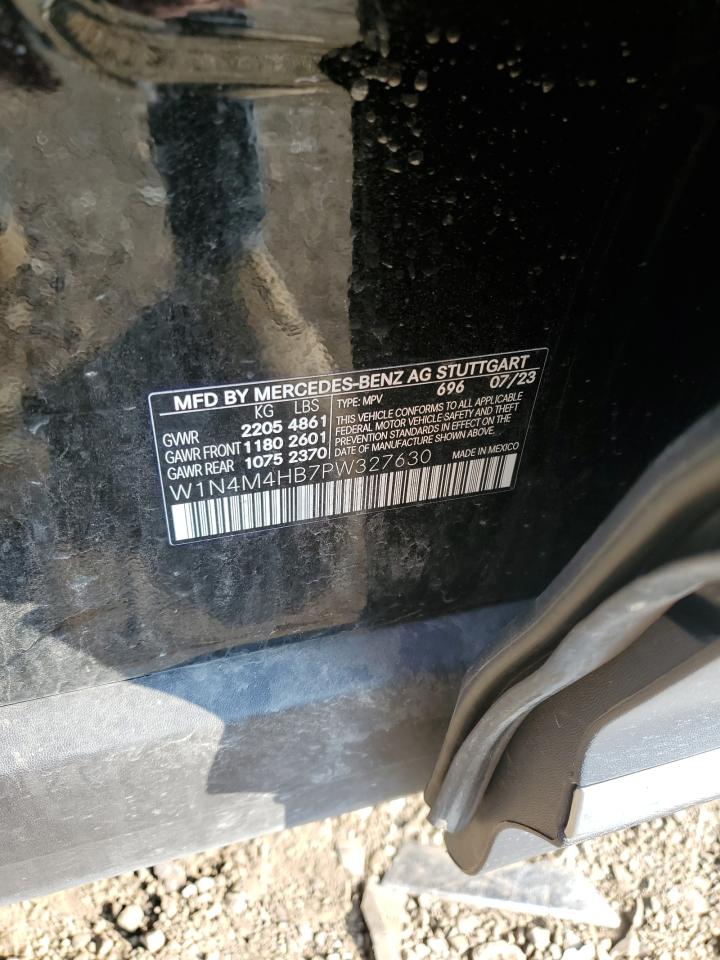 MFD BY MERCEDES-BENZ AG STUTTGART
KG LBS
GVWR 2205 4861
GAWR FRONT 1180 2601
GAWR REAR 1075 2370
696 07/23
TYPE: MPV
THIS VEHICLE CONFORMS TO ALL APPLICABLE
FEDERAL MOTOR VEHICLE SAFETY AND THEFT
PREVENTION STANDARDS IN EFFECT ON THE
DATE OF MANUFACTURE SHOWN ABOVE.
MADE IN MEXICO
W1N4M4HB7PW327630